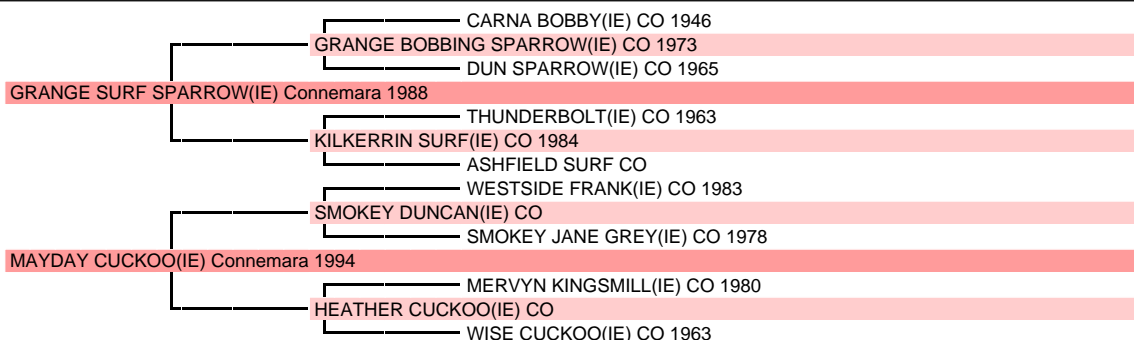 CARNA BOBBY(IE) CO 1946
GRANGE BOBBING SPARROW(IE) CO 1973
DUN SPARROW(IE) CO 1965
GRANGE SURF SPARROW(IE) Connemara 1988
THUNDERBOLT(IE) CO 1963
KILKERRIN SURF(IE) CO 1984
ASHFIELD SURF CO
WESTSIDE FRANK(IE) CO 1983
SMOKEY DUNCAN(IE) CO
SMOKEY JANE GREY(IE) CO 1978
MAYDAY CUCKOO(IE) Connemara 1994
MERVYN KINGSMILL(IE) CO 1980
HEATHER CUCKOO(IE) CO
WISE CUCKOO(IE) CO 1963